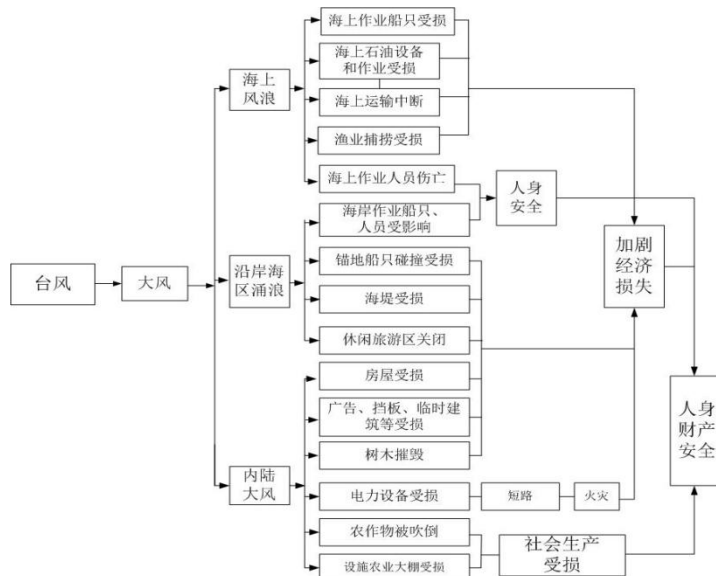 台风
大风
海上
风浪
沿岸海
区涌浪
内陆
大风
海上作业船只受损
海上石油设备
和作业受损
海上运输中断
渔业捕捞受损
海上作业人员伤亡
海岸作业船只、
人员受影响
锚地船只碰撞受损
海堤受损
休闲旅游区关闭
房屋受损
广告、挡板、临时建
筑等受损
树木摧毁
电力设备受损
农作物被吹倒
设施农业大棚受损
短路
火灾
人身
安全
社会生产
受损
加剧
经济
损失
人身
财产
安全